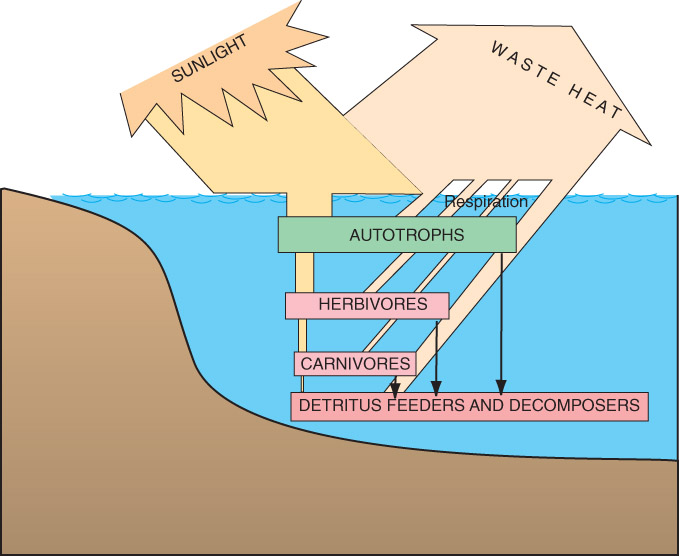 SUNLIGHT
WASTE HEAT
Respiration
AUTOTROPHS
HERBIVORES
CARNIVORES
DETRITUS FEEDERS AND DECOMPOSERS